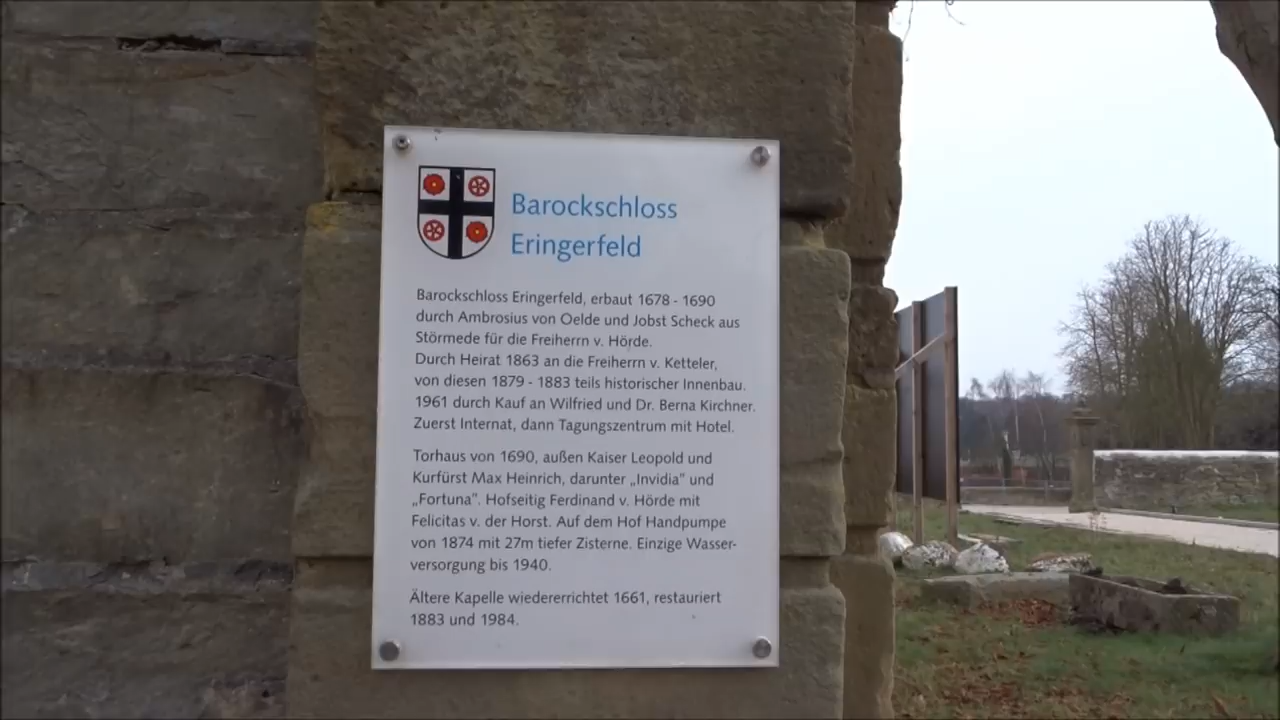 Barockschloss
Eringerfeld
Barockschloss Eringerfeld, erbaut 1678 - 1690
durch Ambrosius von Oelde und Jobst Scheck aus
Störmede für die Freiherrn v. Hörde.
Durch Heirat 1863 an die Freiherrn v. Ketteler,
von diesen 1879 - 1883 teils historischer Innenbau.
1961 durch Kauf an Wilfried und Dr. Berna Kirchner.
Zuerst Internat, dann Tagungszentrum mit Hotel.
Torhaus von 1690, außen Kaiser Leopold und
Kurfürst Max Heinrich, darunter „Invidia" und
„Fortuna". Hofseitig Ferdinand v. Hörde mit
Felicitas v. der Horst. Auf dem Hof Handpumpe
von 1874 mit 27m tiefer Zisterne. Einzige Wasser-
versorgung bis 1940.
Ältere Kapelle wiedererrichtet 1661, restauriert
1883 und 1984.